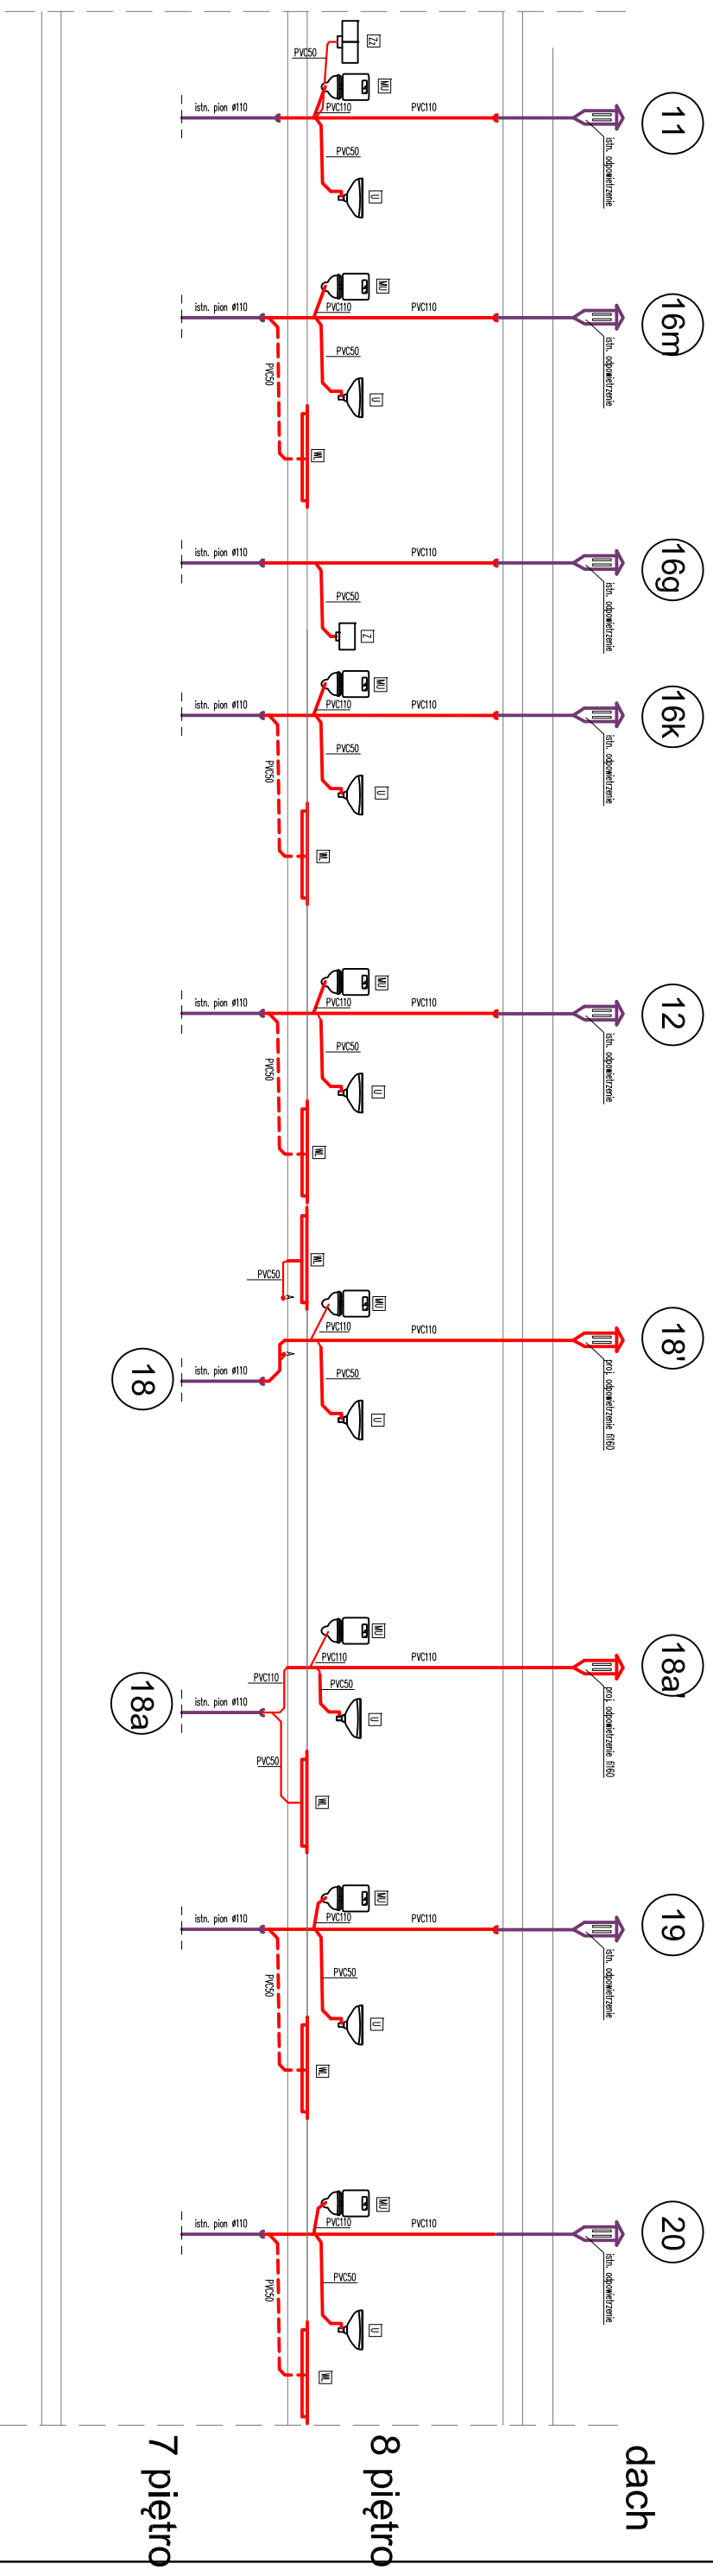 11
istn. odpowietrzenie
Zz
PVC50
MU
PVC110
PVC110
istn. pion ø110
PVC50
U
16m
istn. odpowietrzenie
MU
PVC110
PVC110
istn. pion ø110
PVC50
U
PVC50
WL
16g
istn. odpowietrzenie
PVC110
istn. pion ø110
PVC50
Z
16k
istn. odpowietrzenie
MU
PVC110
PVC110
istn. pion ø110
PVC50
U
PVC50
WL
12
istn. odpowietrzenie
MU
PVC110
PVC110
istn. pion ø110
PVC50
U
PVC50
WL
WL
PVC50
A
18'
proj. odpowietrzenie fi160
MU
PVC110
PVC110
A
istn. pion ø110
18
PVC50
U
18a'
proj. odpowietrzenie fi160
MU
PVC110
PVC110
PVC110
istn. pion ø110
18a
PVC50
U
PVC50
WL
19
istn. odpowietrzenie
MU
PVC110
PVC110
istn. pion ø110
PVC50
U
PVC50
WL
20
istn. odpowietrzenie
MU
PVC110
PVC110
istn. pion ø110
PVC50
U
PVC50
WL
dach
8 piętro
7 piętro